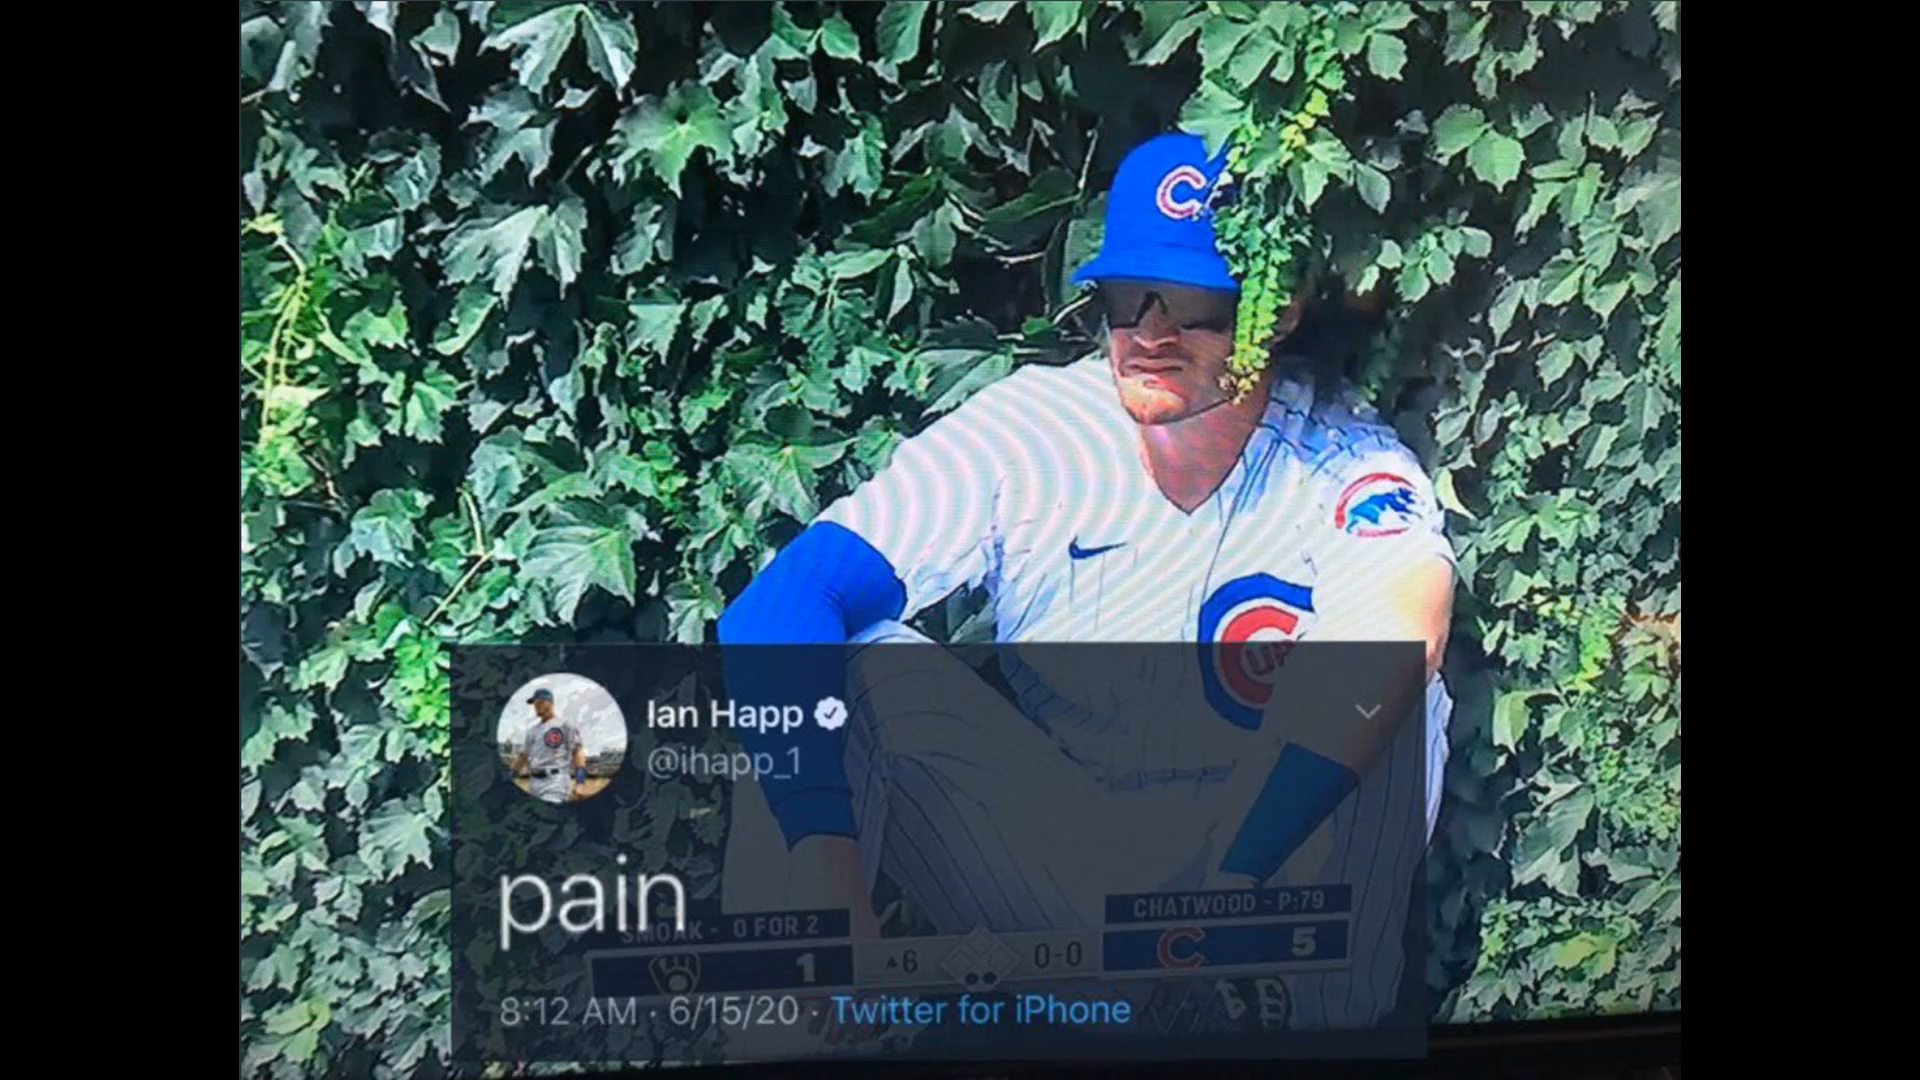 C
CUBS
Ian Happ
@ihapp_1
pain
SMOAK - 0 FOR 2
CHATWOOD - P:79
1
▲6
0-0
C
5
8:12 AM · 6/15/20 · Twitter for iPhone